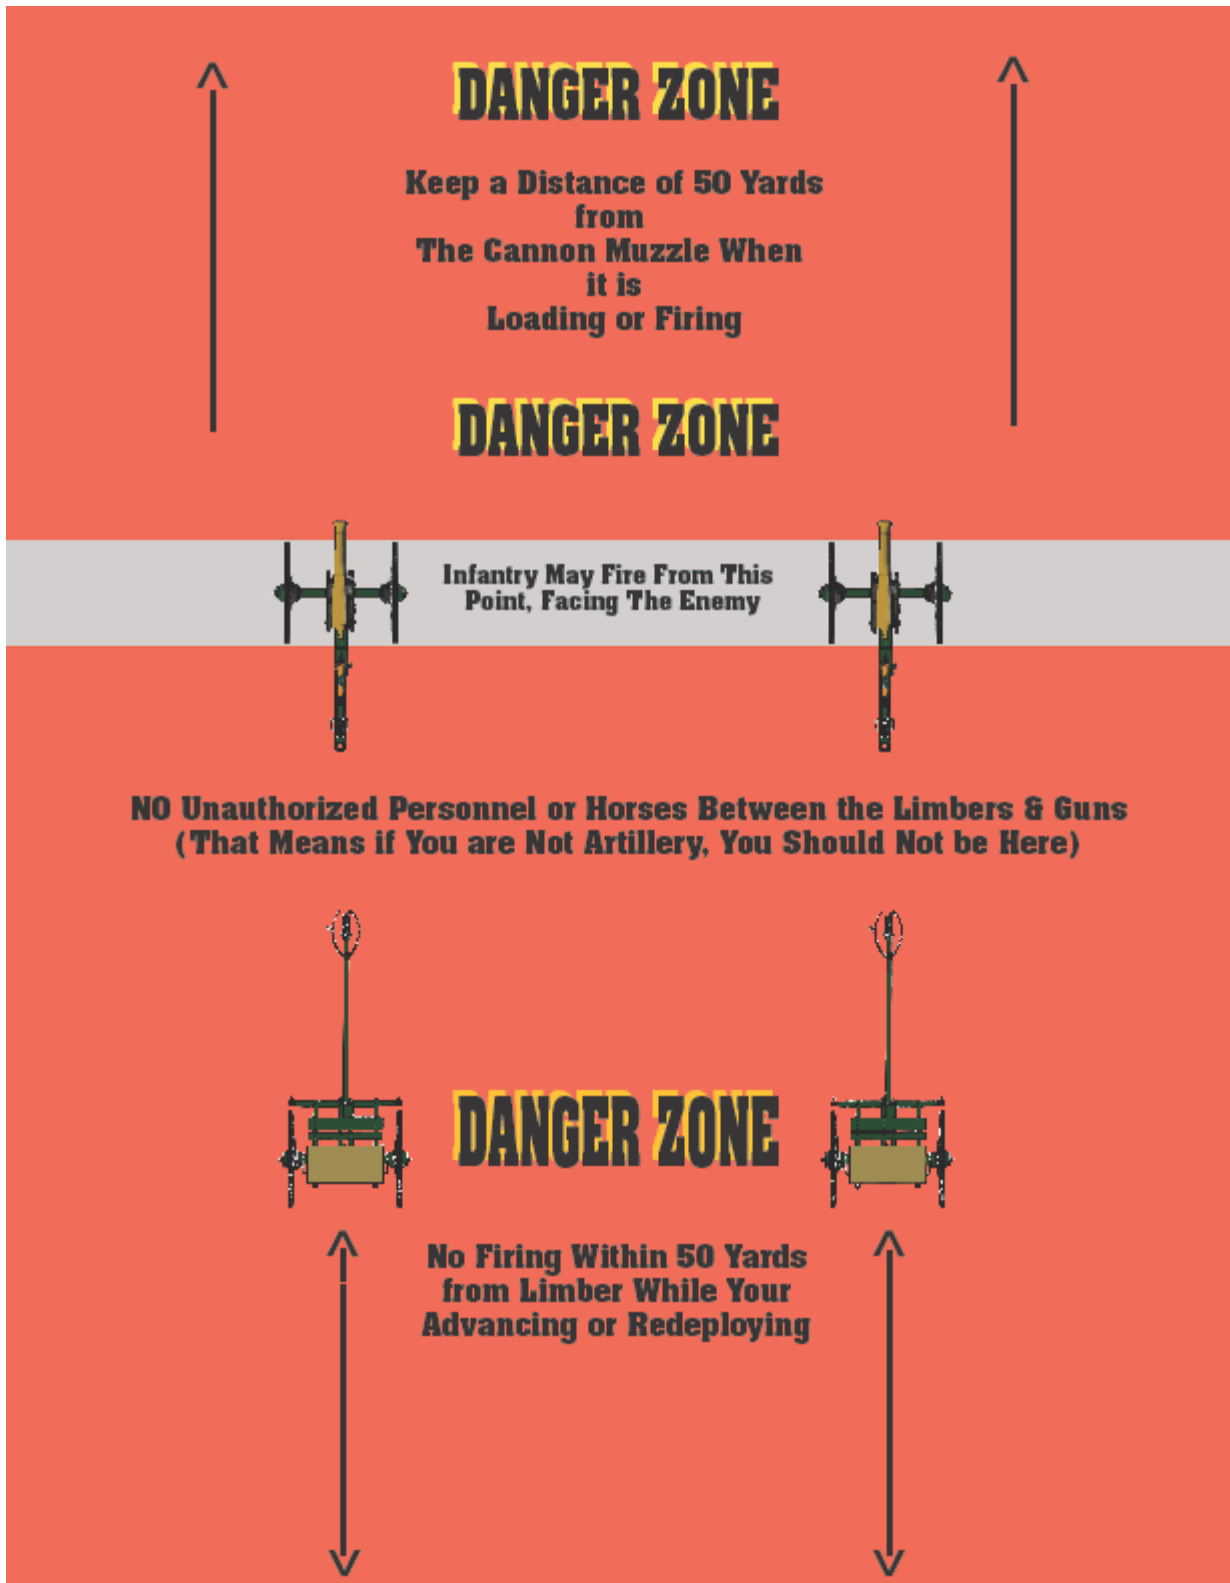 DANGER ZONE
Keep a Distance of 50 Yards
from
The Cannon Muzzle When
it is
Loading or Firing
DANGER ZONE
Infantry May Fire From This
Point, Facing The Enemy
NO Unauthorized Personnel or Horses Between the Limbers & Guns
(That Means if You are Not Artillery, You Should Not be Here)
DANGER ZONE
No Firing Within 50 Yards
from Limber While Your
Advancing or Redeploying